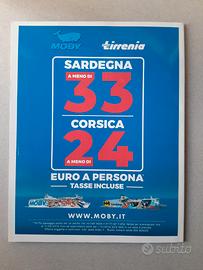 MOBY tirrenia
SARDEGNA
A MENO DI
33
CORSICA
24
A MENO DI
EURO A PERSONA*
TASSE INCLUSE
WWW.MOBY.IT
subito